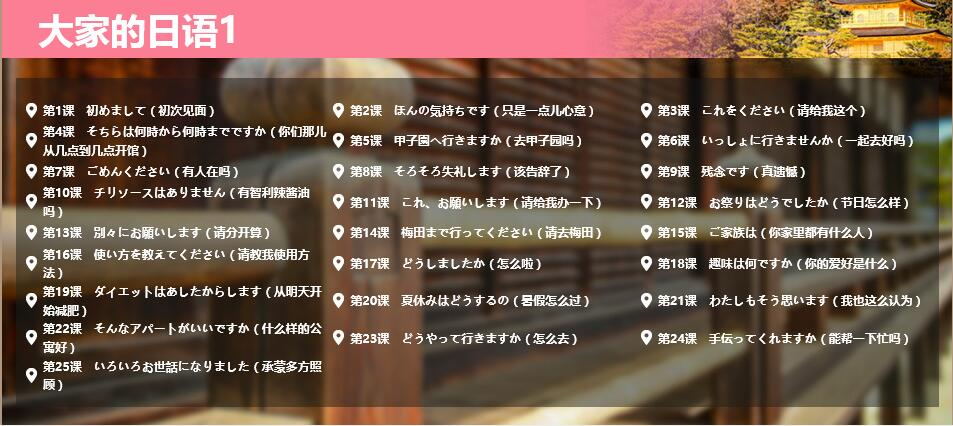 大家的日语1
第1课 初めまして（初次见面）
第2课 ほんの気持ちです（只是一点儿心意）
第3课 これをください（请给我这个）
第4课 そちらは何時から何時までですか（你们那儿
从几点到几点开馆）
第5课 甲子園へ行きますか（去甲子园吗）
第6课 いっしょに行きませんか（一起去好吗）
第7课 ごめんください（有人在吗）
第8课 そろそろ失礼します（该告辞了）
第9课 残念です（真遗憾）
第10课 チリソースはありません（有智利辣酱油
吗）
第11课 これ、お願いします（请给我办一下）
第12课 お祭りはどうでしたか（节日怎么样）
第13课 別々にお願いします（请分开算）
第14课 梅田まで行ってください（请去梅田）
第15课 ご家族は（你家里都有什么人）
第16课 使い方を教えてください（请教我使用方
法）
第17课 どうしましたか（怎么啦）
第18课 趣味は何ですか（你的爱好是什么）
第19课 ダイエットはあしたからします（从明天开
始减肥）
第20课 夏休みはどうするの（暑假怎么过）
第21课 わたしもそう思います（我也这么认为）
第22课 そんなアパートがいいですか（什么样的公
寓好）
第23课 どうやって行きますか（怎么去）
第24课 手伝ってくれますか（能帮一下忙吗）
第25课 いろいろお世話になりました（承蒙多方照
顾）